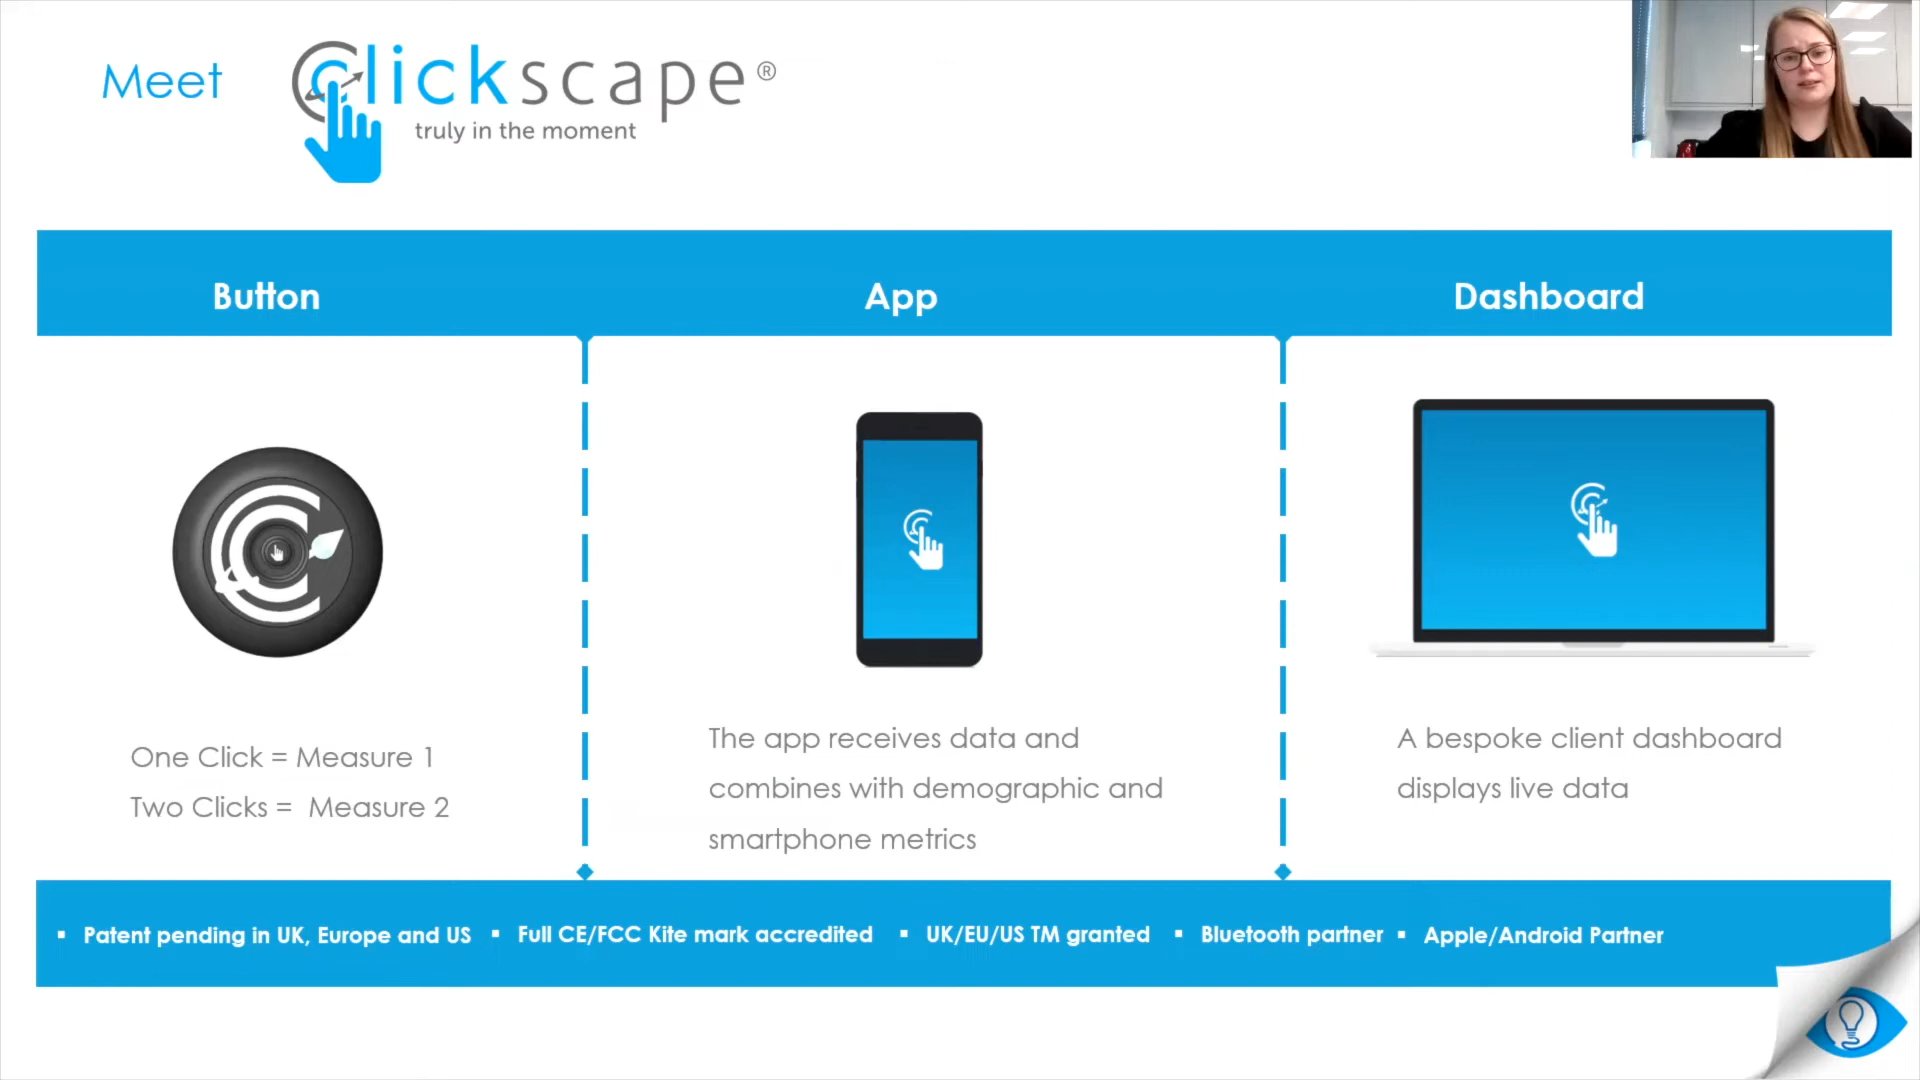 Meet
clickscape®
truly in the moment
Button
App
Dashboard
One Click = Measure 1
Two Clicks = Measure 2
The app receives data and
combines with demographic and
smartphone metrics
A bespoke client dashboard
displays live data
▪ Patent pending in UK, Europe and US ▪ Full CE/FCC Kite mark accredited ▪ UK/EU/US TM granted ▪ Bluetooth partner ▪ Apple/Android Partner